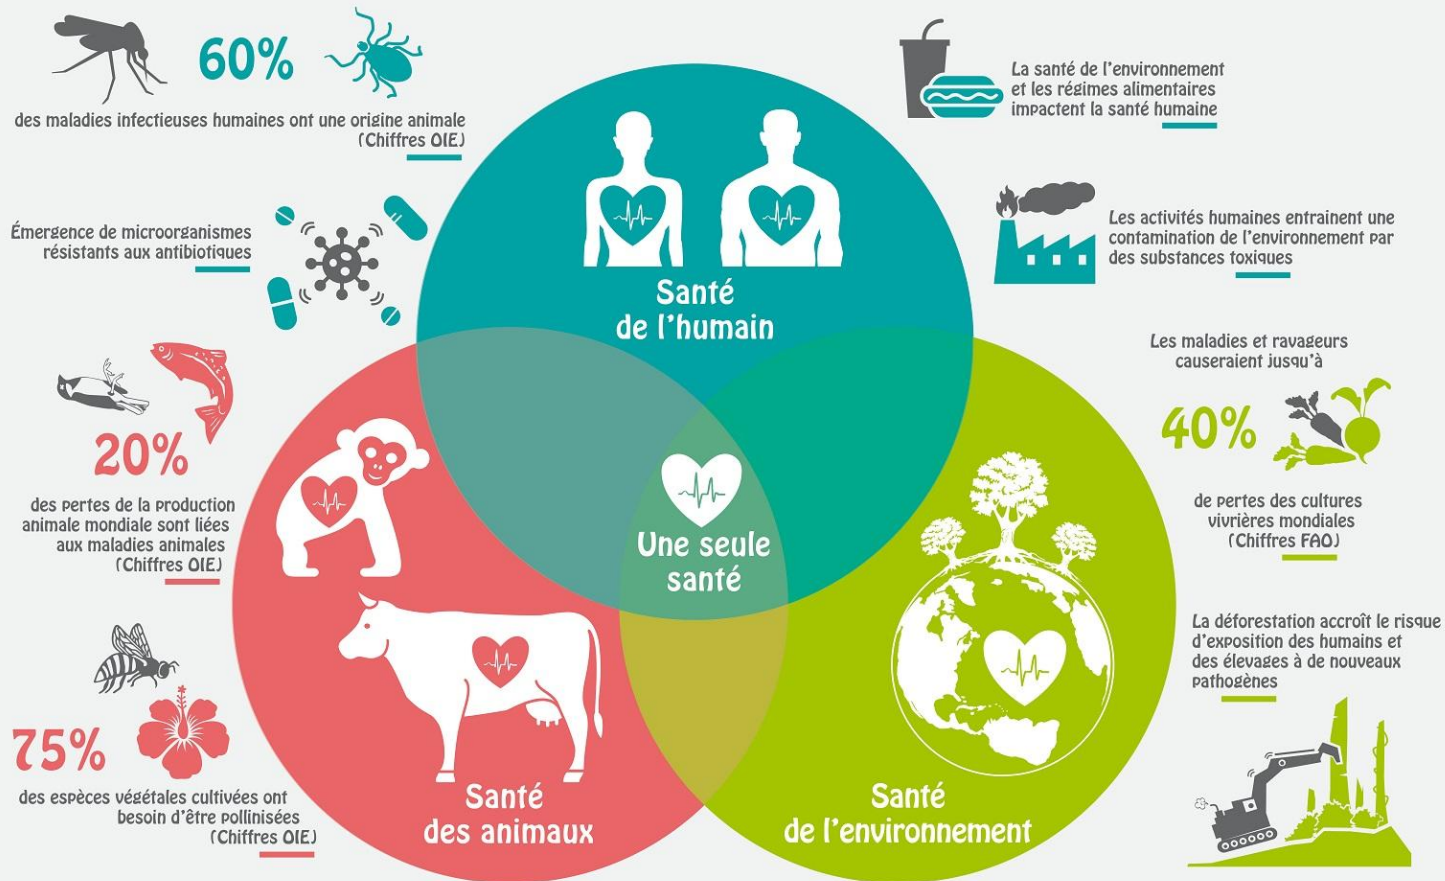 60%
des maladies infectieuses humaines ont une origine animale
(Chiffres OIE)
Émergence de microorganismes
résistants aux antibiotiques
20%
des pertes de la production
animale mondiale sont liées
aux maladies animales
(Chiffres OIE)
75%
des espèces végétales cultivées ont
besoin d'être pollinisées
(Chiffres OIE)
Santé
de l'humain
Une seule
santé
Santé
des animaux
Santé
de l'environnement
La santé de l'environnement
et les régimes alimentaires
impactent la santé humaine
Les activités humaines entrainent une
contamination de l'environnement par
des substances toxiques
Les maladies et ravageurs
causeraient jusqu'à
40%
de pertes des cultures
vivrières mondiales
(Chiffres FAO)
La déforestation accroît le risque
d'exposition des humains et
des élevages à de nouveaux
pathogènes